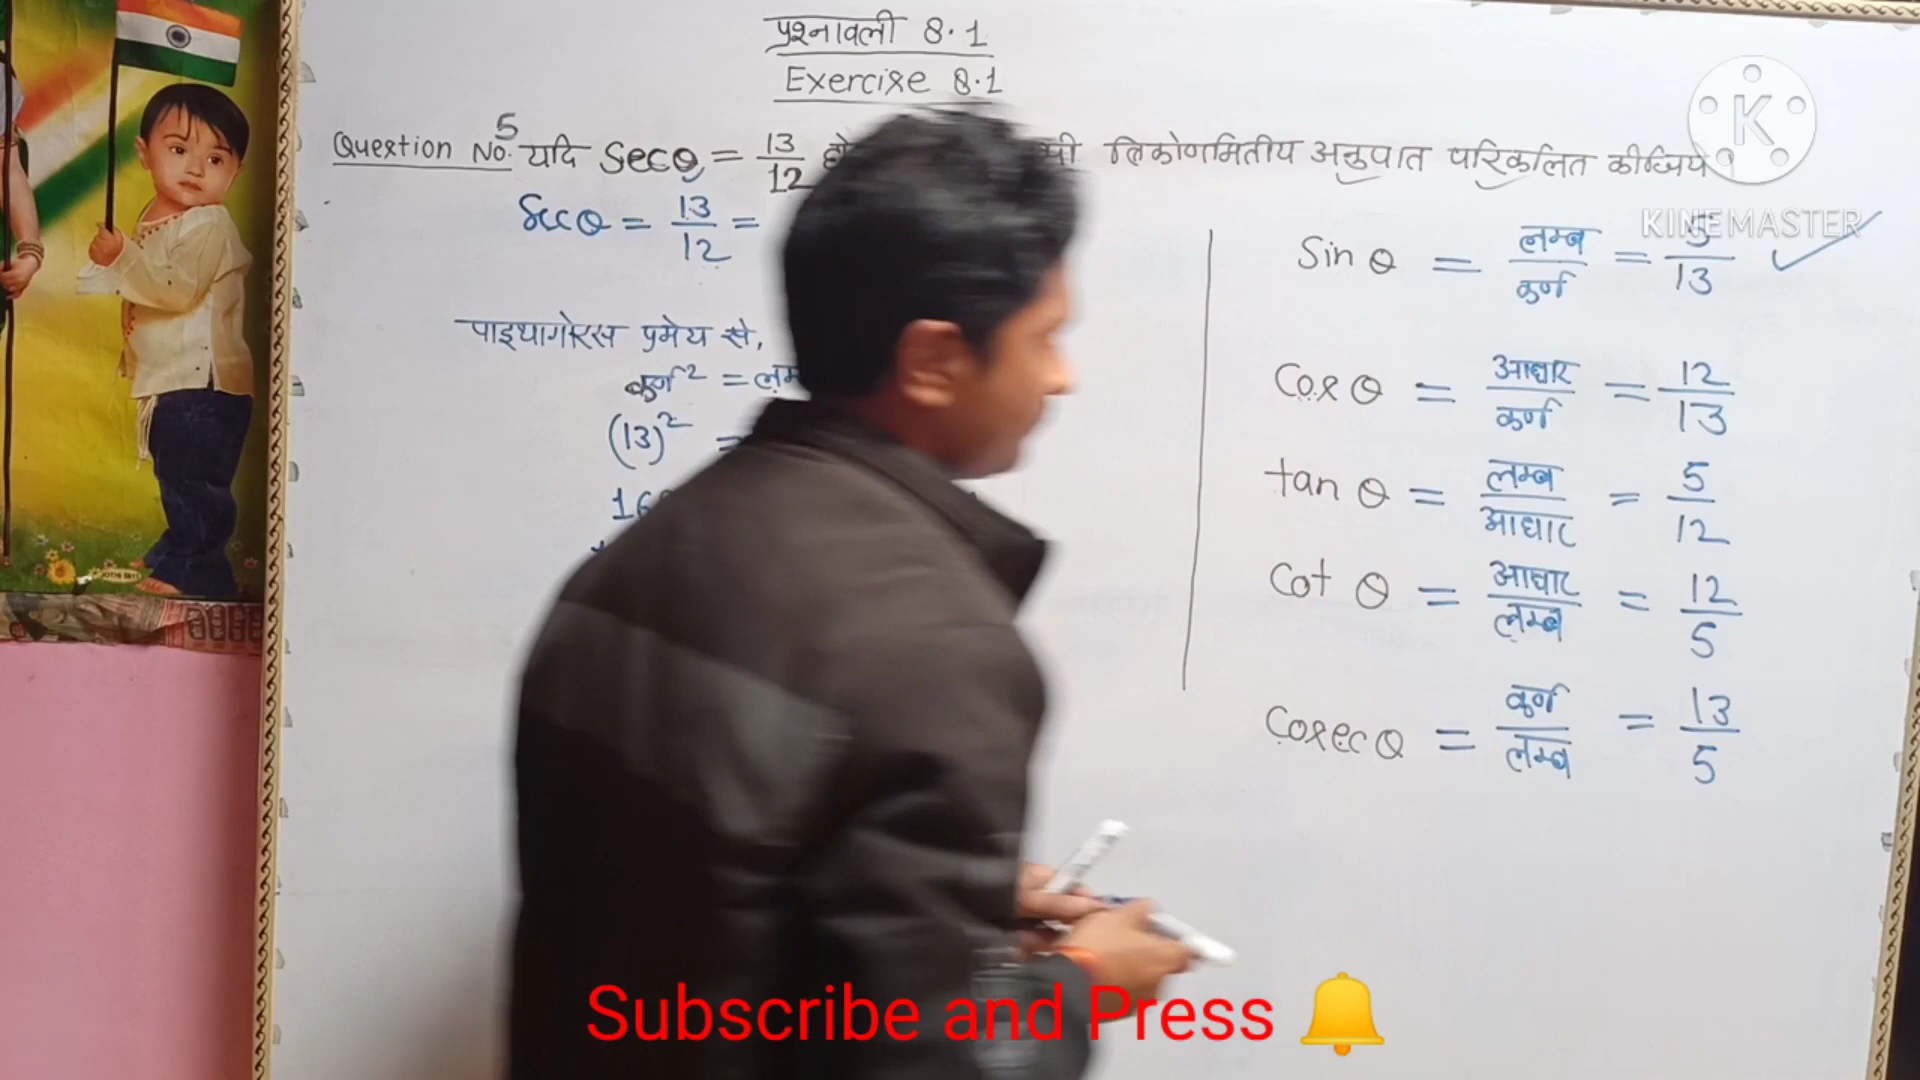 प्रश्नावली 8.1
Exercise 8.1
Question No. 5 यदि Secθ = 13/12 त्रिकोणमितीय अनुपात परिकलित कीजिये
Secθ = 13/12 =
पाइथागोरस प्रमेय से,
कर्ण² = लम्
(13)² =
16
Sin θ = लम्ब/कर्ण = 5/13
Cos θ = आधार/कर्ण = 12/13
tan θ = लम्ब/आधार = 5/12
Cot θ = आधार/लम्ब = 12/5
Cosec θ = कर्ण/लम्ब = 13/5
K
KINEMASTER
JOTHI 5811
Subscribe and Press